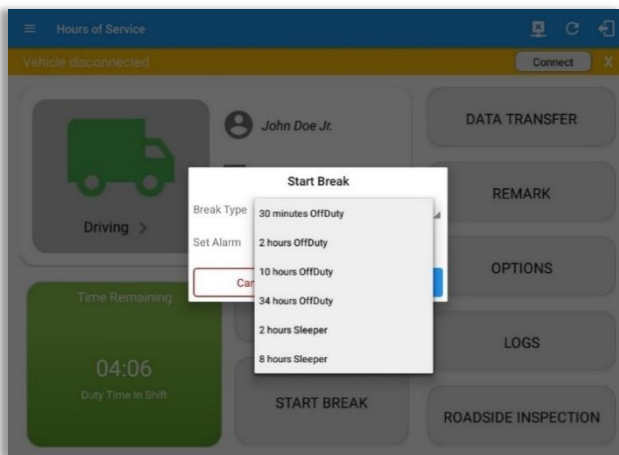 Hours of Service
Vehicle disconnected
Connect
X
John Doe Jr.
Driving >
Time Remaining
04:06
Duty Time In Shift
START BREAK
DATA TRANSFER
REMARK
OPTIONS
LOGS
ROADSIDE INSPECTION
Start Break
Break Type
Set Alarm
30 minutes OffDuty
2 hours OffDuty
10 hours OffDuty
34 hours OffDuty
2 hours Sleeper
8 hours Sleeper